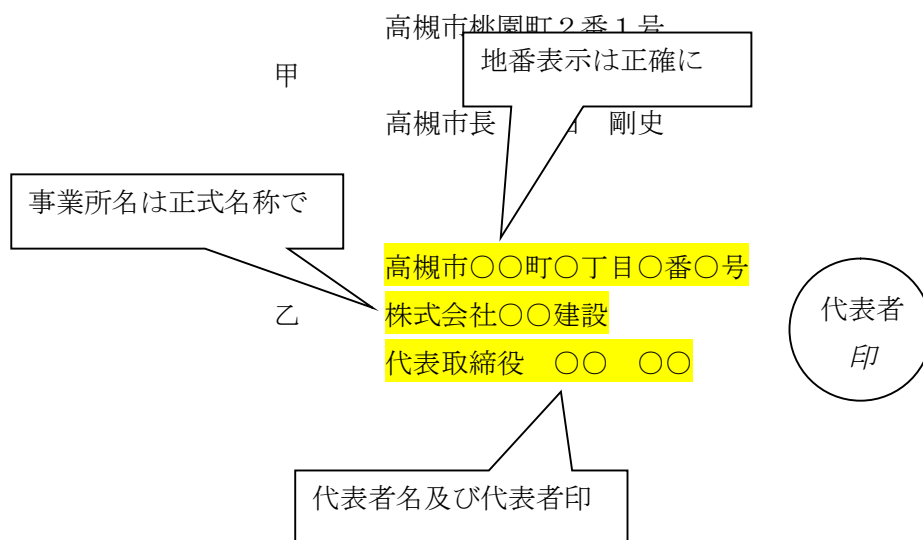 高槻市桃園町２番１号
地番表示は正確に
甲
高槻市長　　剛史
事業所名は正式名称で
高槻市○○町○丁目○番○号
乙
株式会社○○建設
代表取締役　○○　○○
代表者
印
代表者名及び代表者印